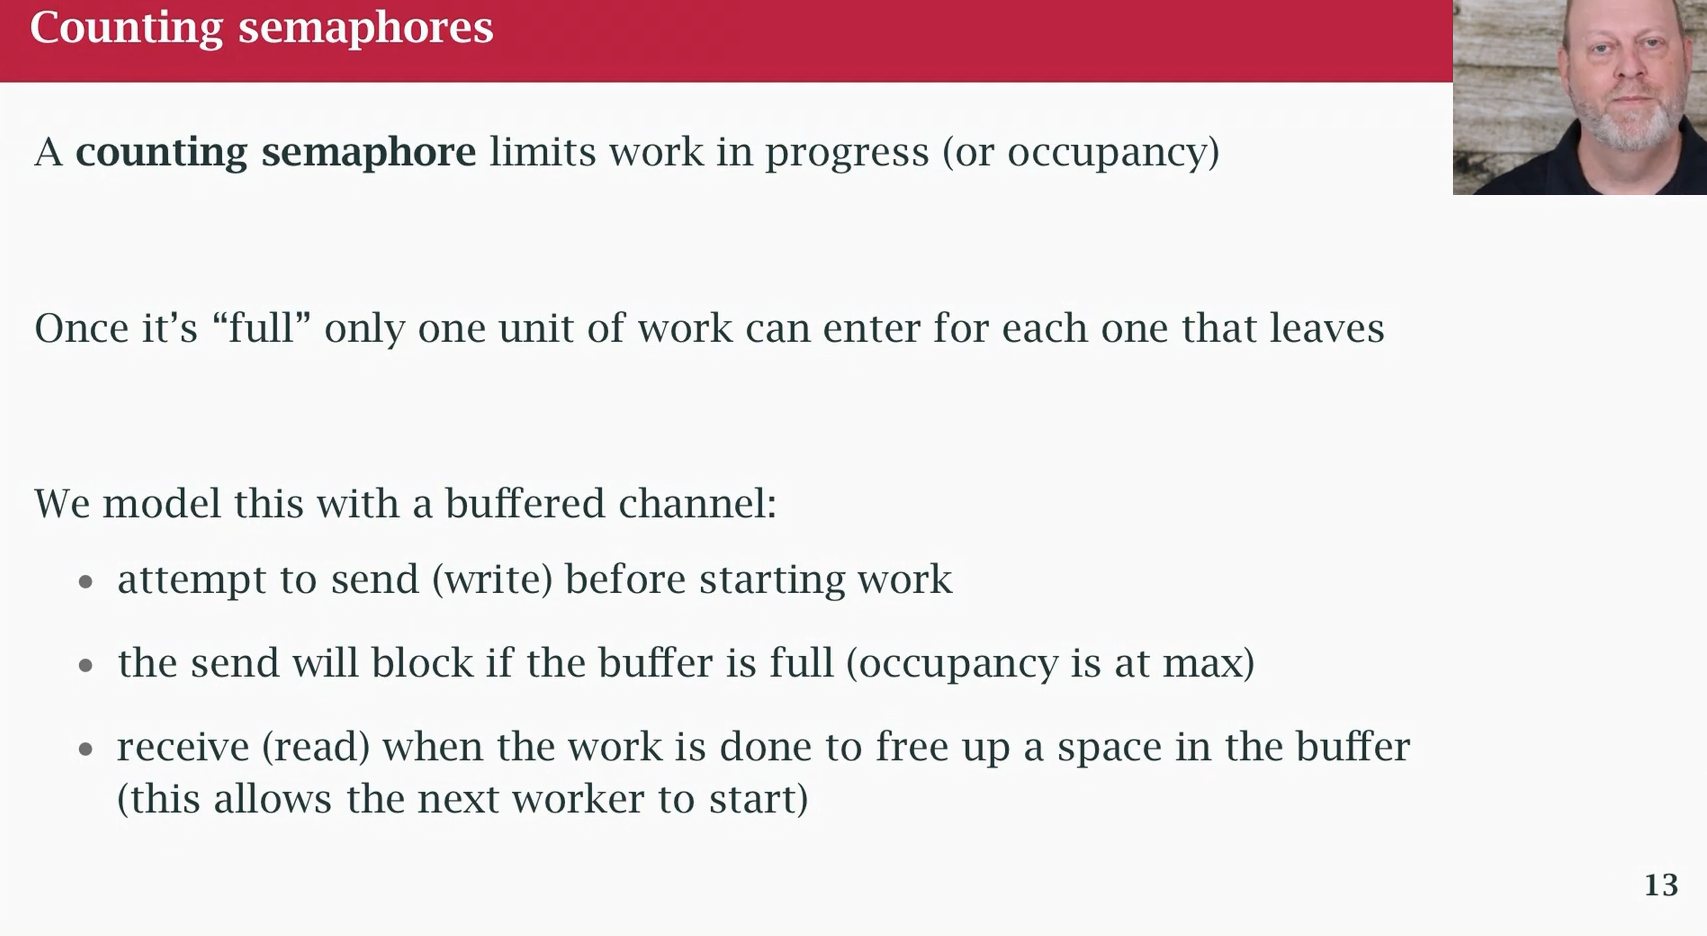 Counting semaphores
A counting semaphore limits work in progress (or occupancy)
Once it’s “full” only one unit of work can enter for each one that leaves
We model this with a buffered channel:
• attempt to send (write) before starting work
• the send will block if the buffer is full (occupancy is at max)
• receive (read) when the work is done to free up a space in the buffer
(this allows the next worker to start)
13